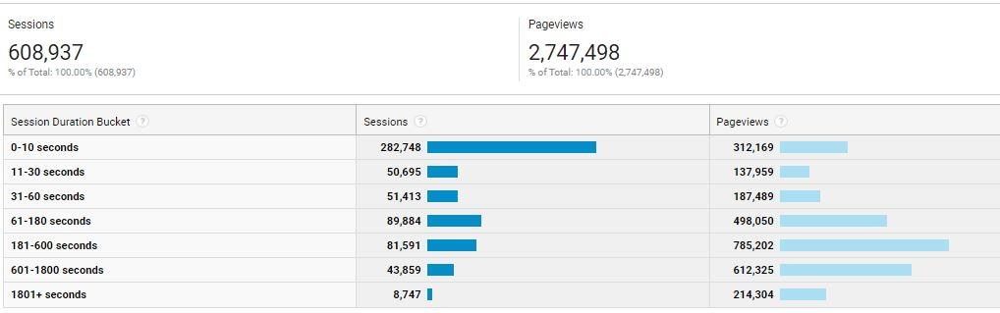 Sessions
608,937
% of Total: 100.00% (608,937)
Pageviews
2,747,498
% of Total: 100.00% (2,747,498)
Session Duration Bucket ? Sessions ? Pageviews ?
0-10 seconds 282,748 312,169
11-30 seconds 50,695 137,959
31-60 seconds 51,413 187,489
61-180 seconds 89,884 498,050
181-600 seconds 81,591 785,202
601-1800 seconds 43,859 612,325
1801+ seconds 8,747 214,304